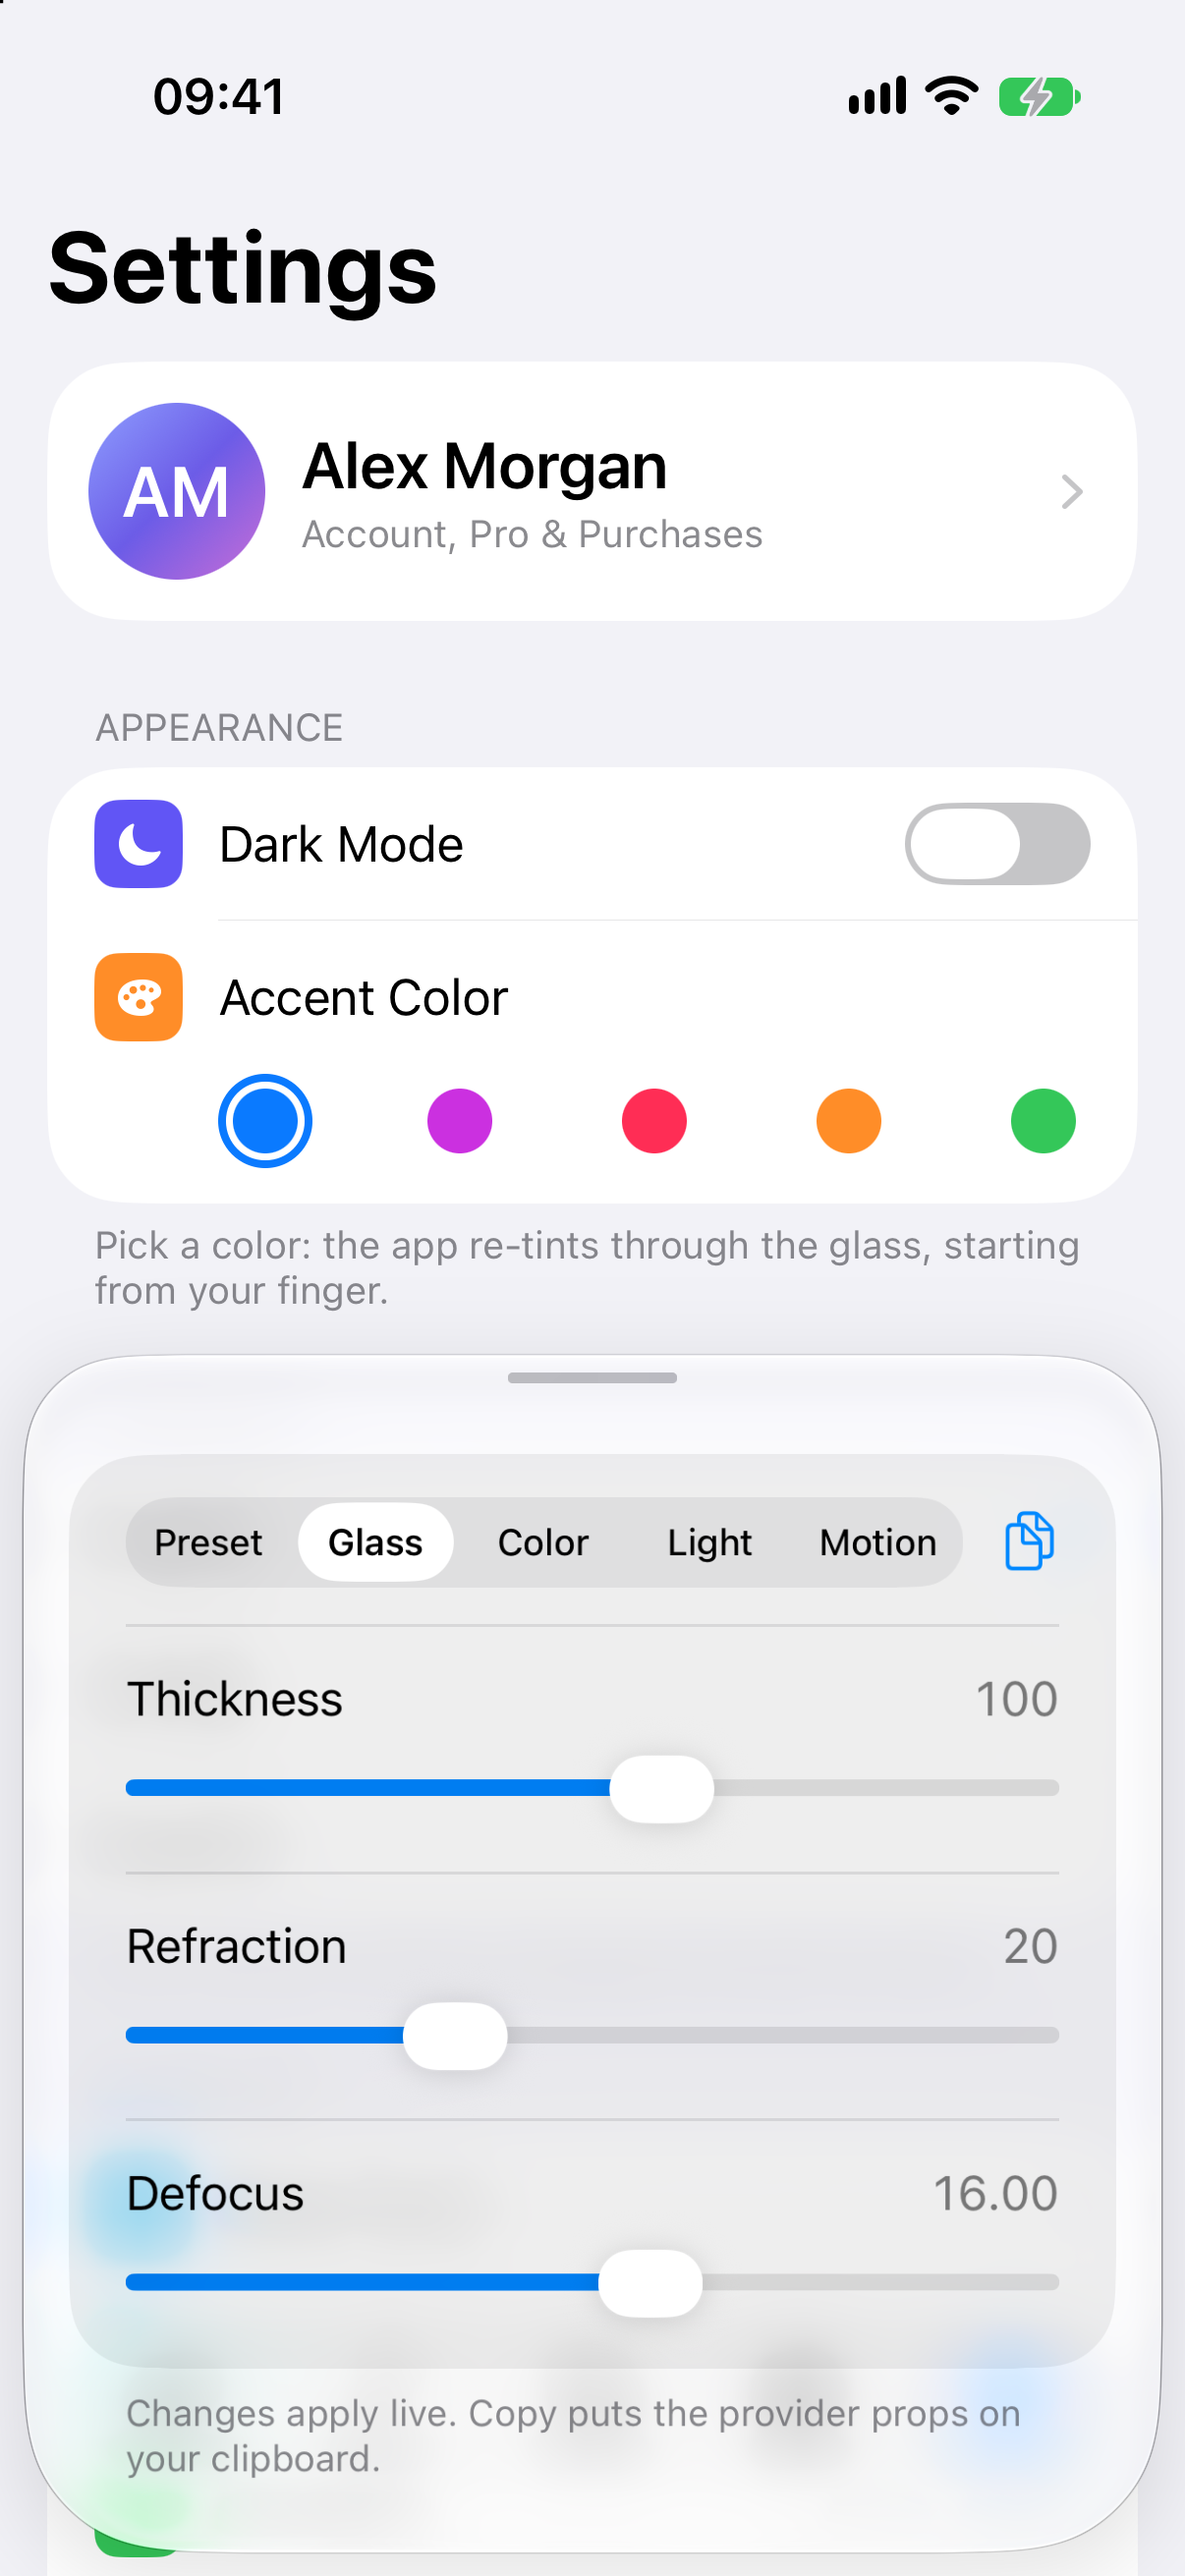 09:41
Settings
AM
Alex Morgan
Account, Pro & Purchases
APPEARANCE
Dark Mode
Accent Color
Pick a color: the app re-tints through the glass, starting
from your finger.
Preset Glass Color Light Motion
Thickness 100
Refraction 20
Defocus 16.00
Changes apply live. Copy puts the provider props on
your clipboard.